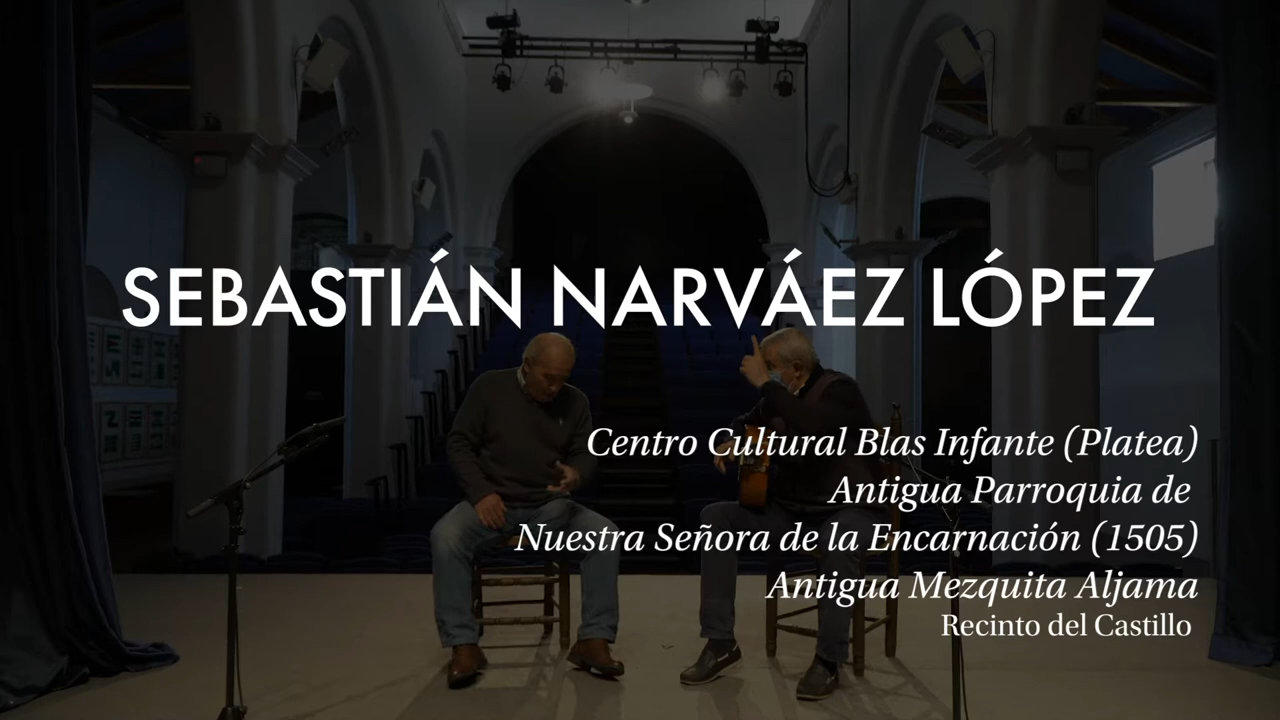 SEBASTIÁN NARVÁEZ LÓPEZ
Centro Cultural Blas Infante (Platea)
Antigua Parroquia de
Nuestra Señora de la Encarnación (1505)
Antigua Mezquita Aljama
Recinto del Castillo